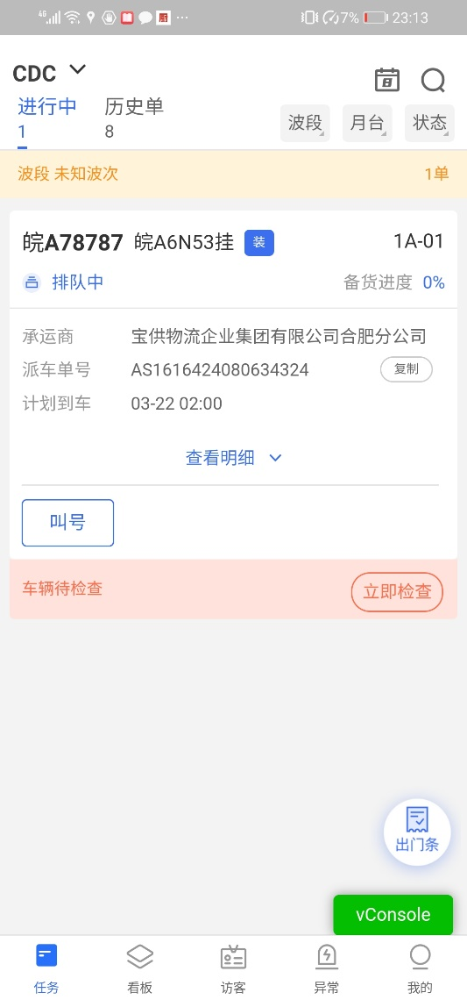 4G 7% 23:13
CDC
进行中 历史单
1 8
波段 月台 状态
波段 未知波次 1单
皖A78787 皖A6N53挂 装 1A-01
排队中 备货进度 0%
承运商 宝供物流企业集团有限公司合肥分公司
派车单号 AS1616424080634324 复制
计划到车 03-22 02:00
查看明细
叫号
车辆待检查 立即检查
出门条
vConsole
任务 看板 访客 异常 我的